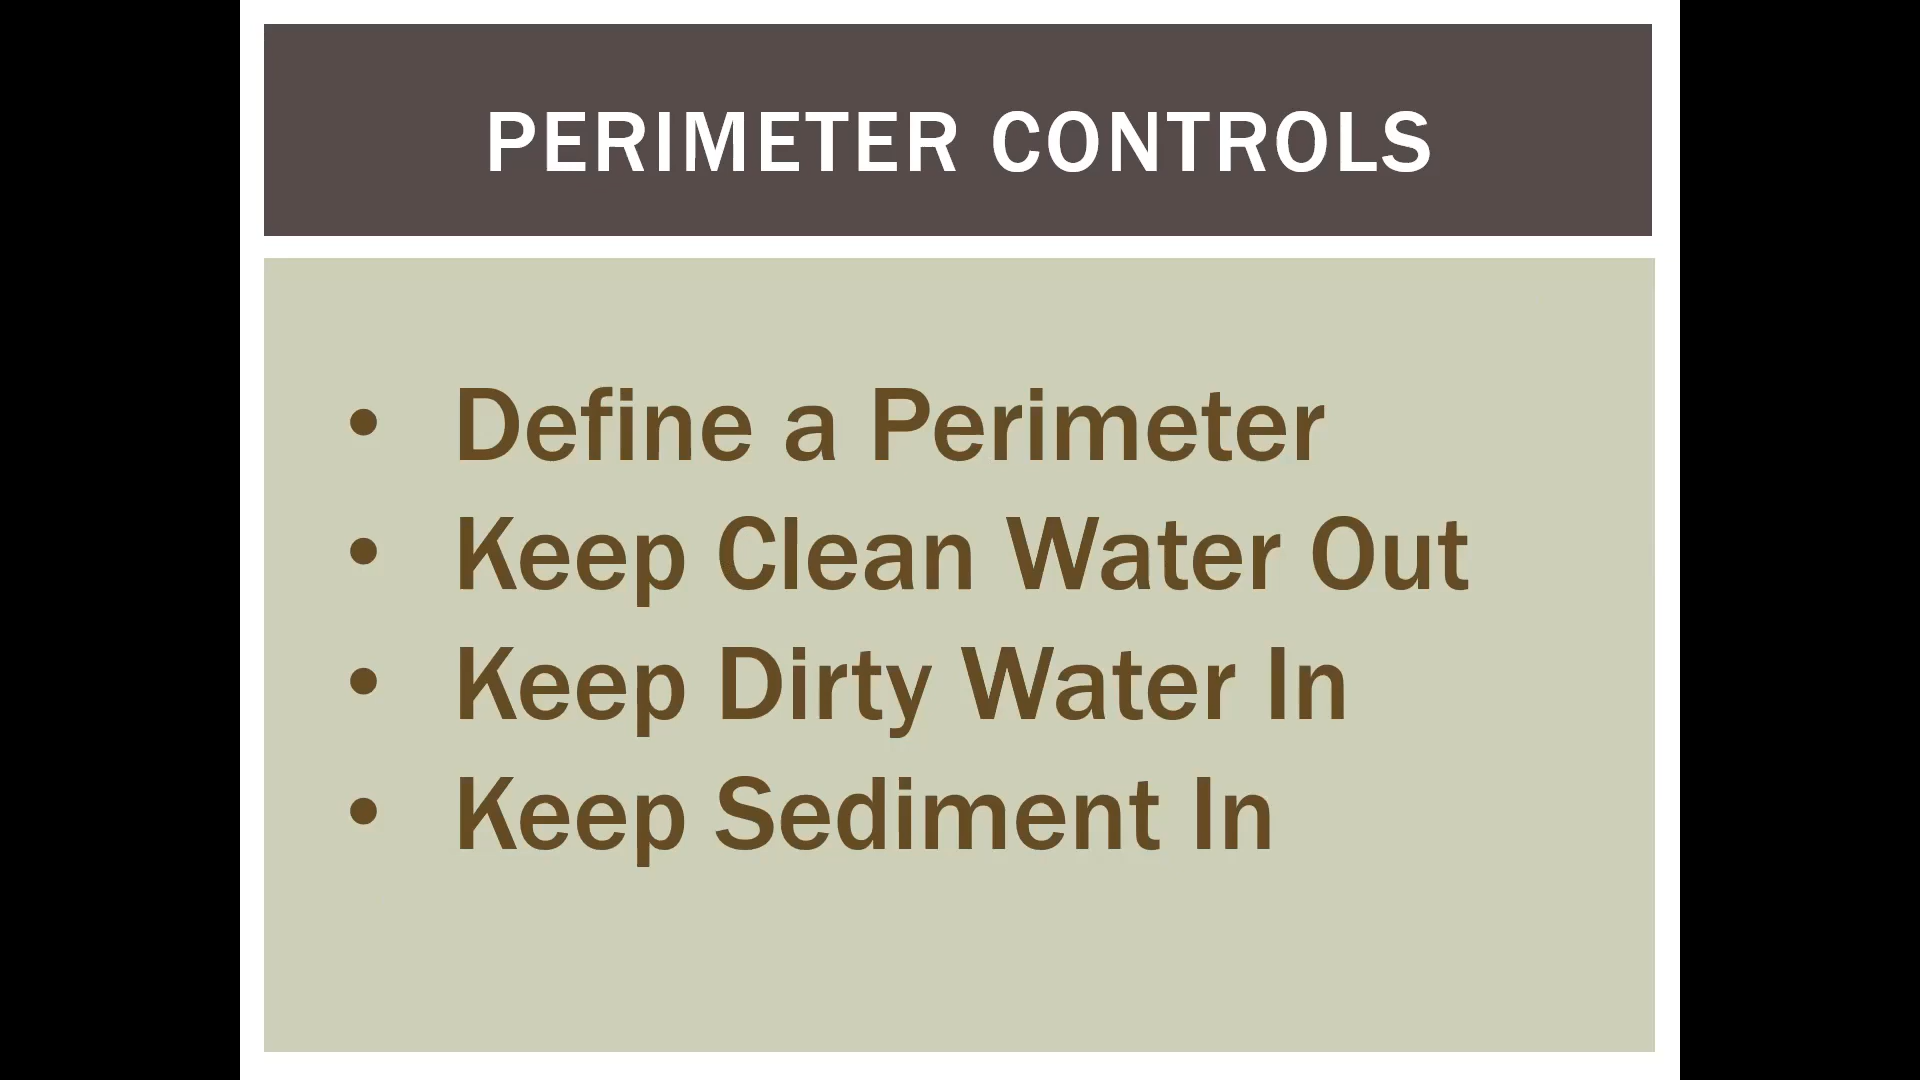 PERIMETER CONTROLS
• Define a Perimeter
• Keep Clean Water Out
• Keep Dirty Water In
• Keep Sediment In